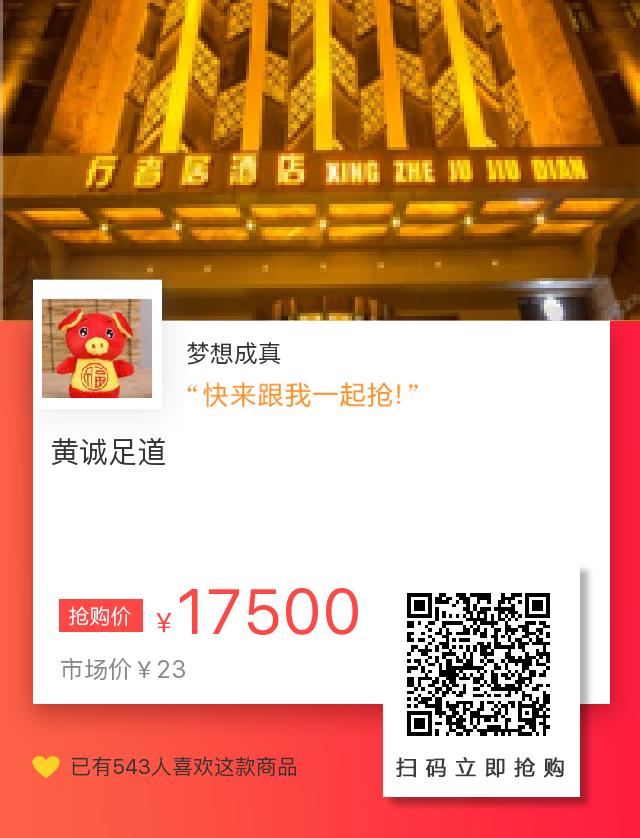 行者居酒店 XING ZHE JU JIU DIAN
福
梦想成真
“快来跟我一起抢!”
黄诚足道
抢购价 ¥17500
市场价¥23
已有543人喜欢这款商品
扫码立即抢购